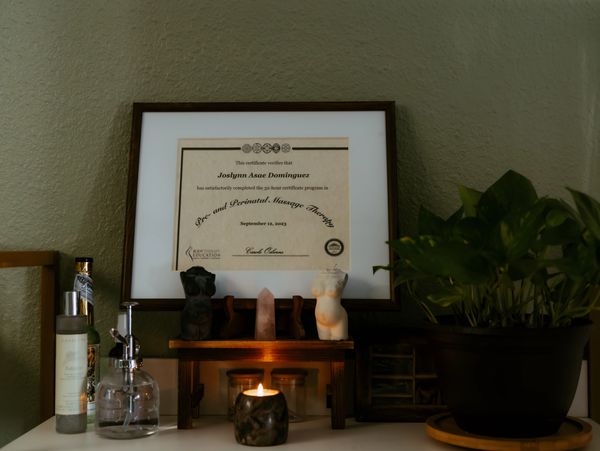 This certificate verifies that
Joslynn Asae Dominguez
has satisfactorily completed the 32-hour certificate program in
Pre- and Perinatal Massage Therapy
September 12, 2023
EDUCATION